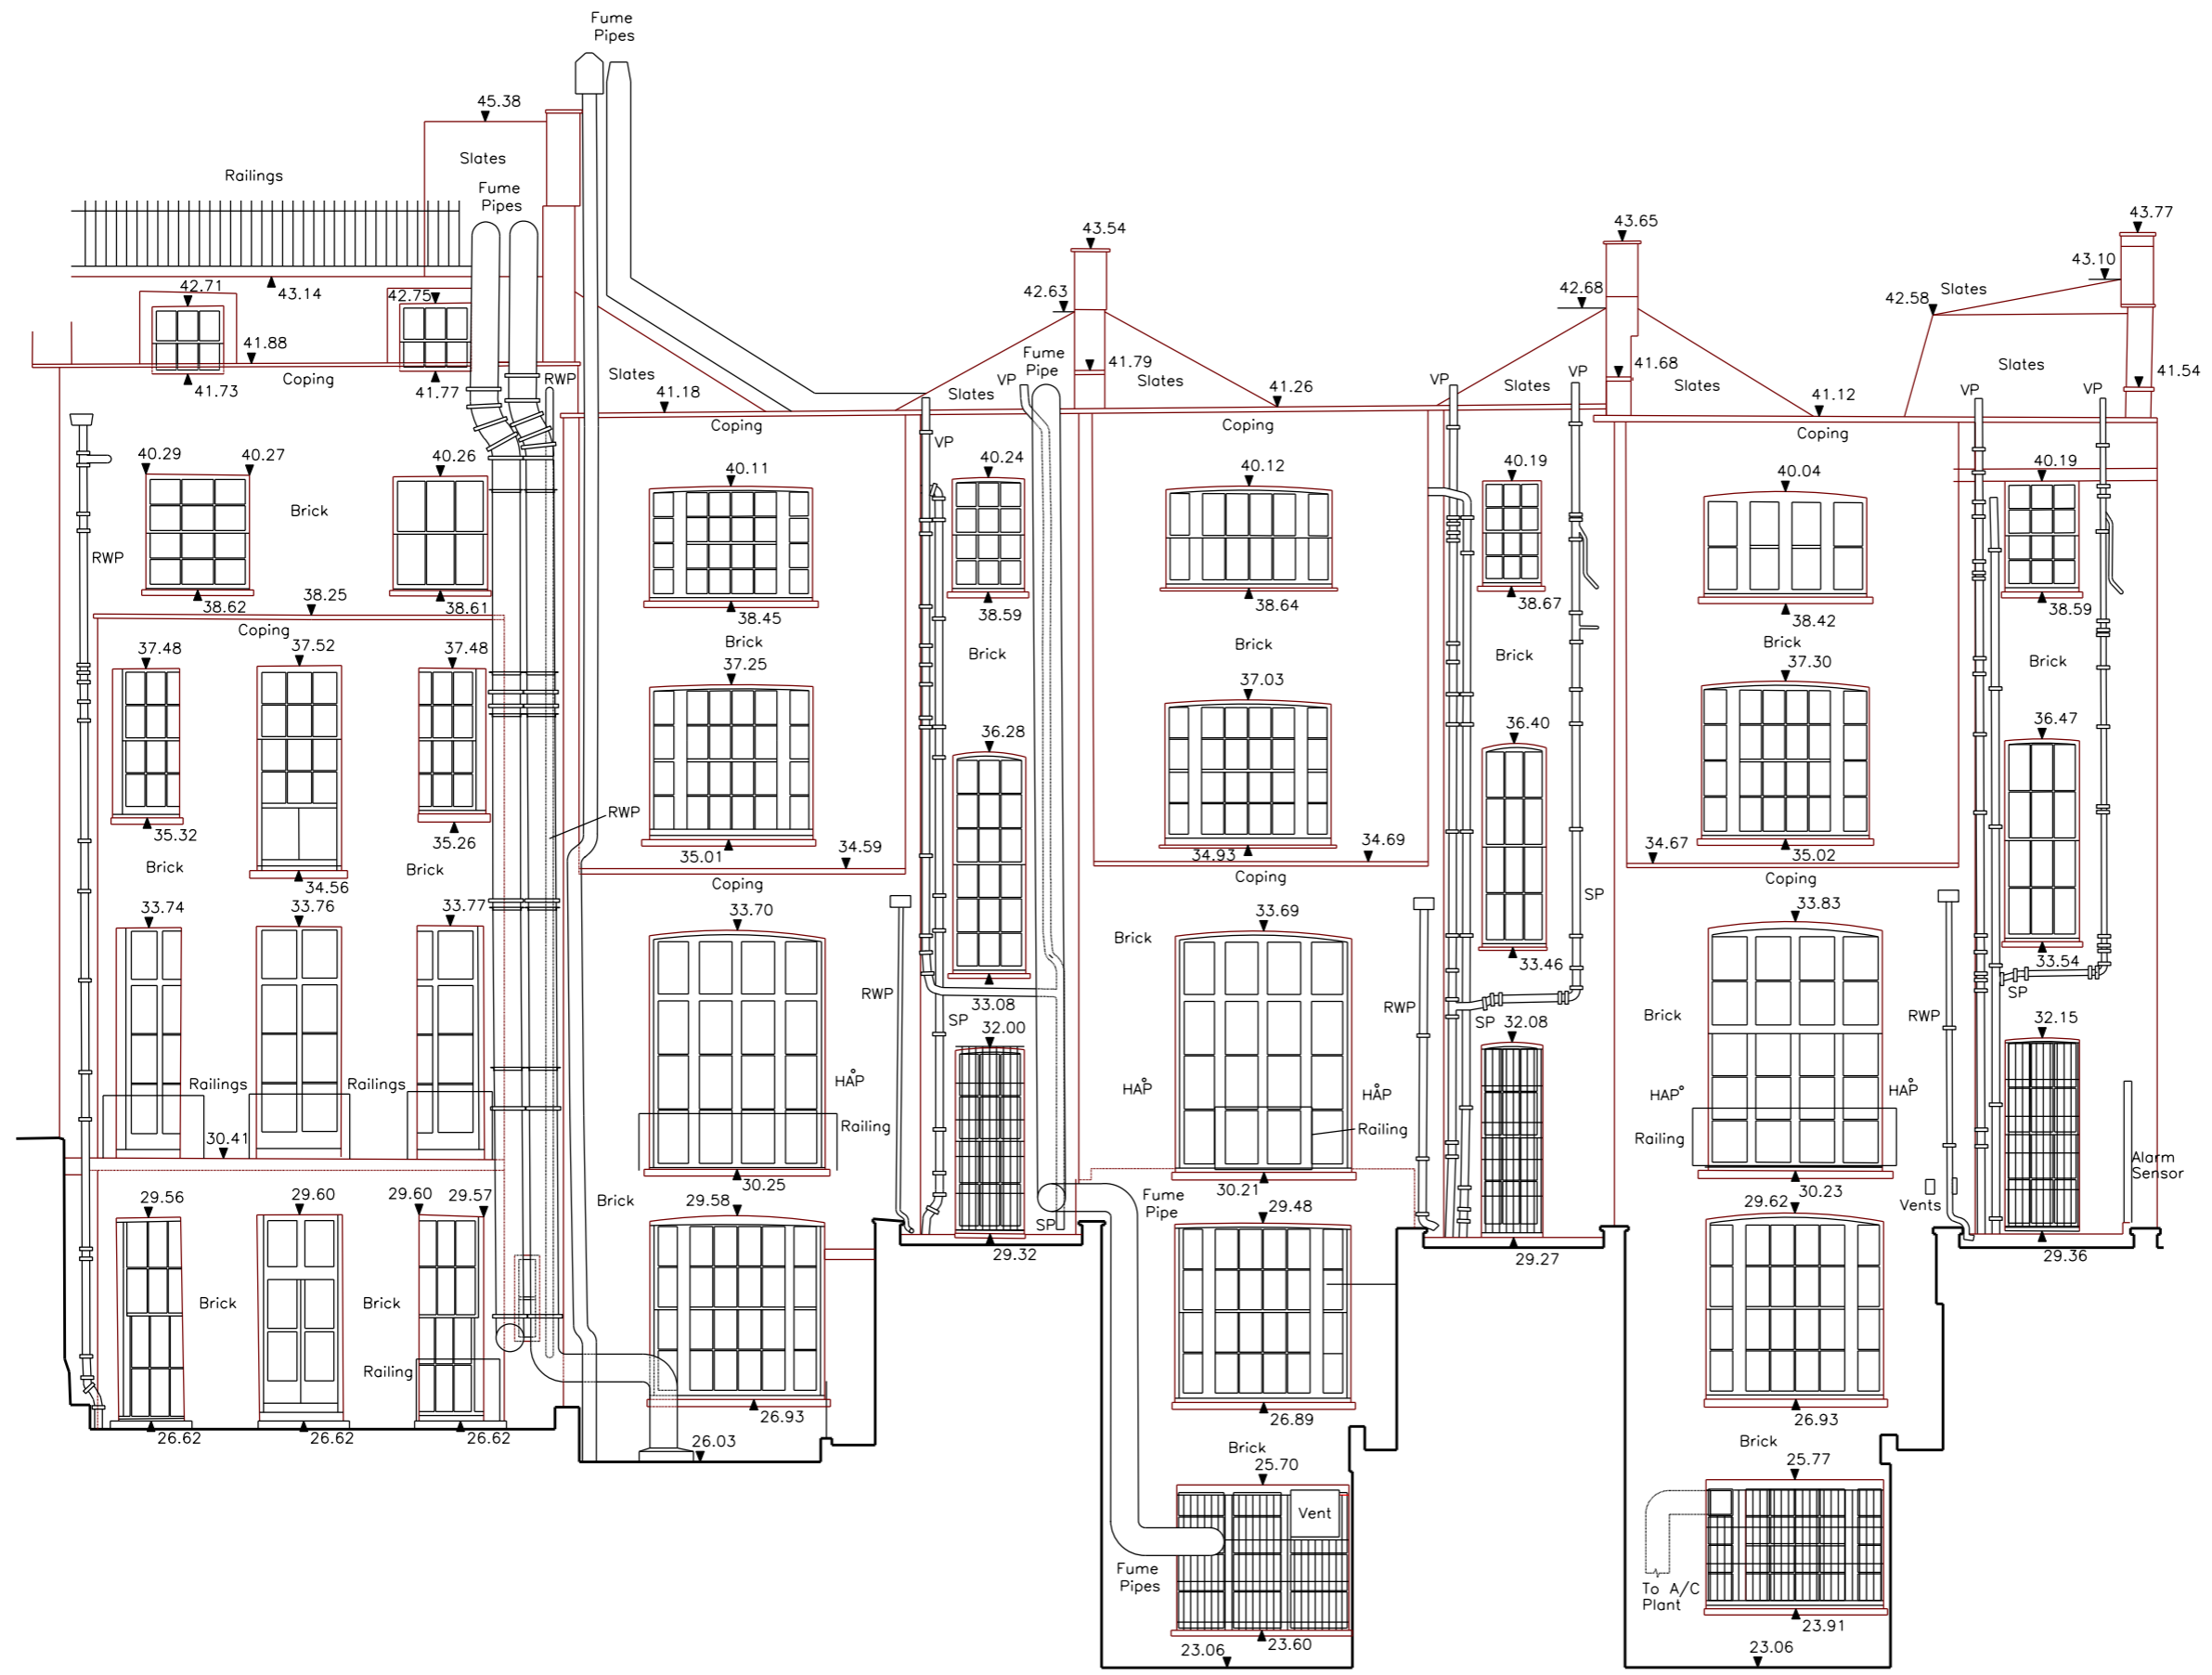 Fume
Pipes
45.38
Slates
Railings
Fume
Pipes
43.77
43.54
43.65
43.10
42.71
42.75
43.14
42.63
42.68
42.58
Slates
41.88
Coping
41.73
41.77
RWP
Slates
41.18
Slates
VP
Fume
Pipe
41.79
Slates
41.26
VP
Slates
VP
41.68
Slates
41.12
Slates
VP
VP
41.54
Coping
VP
Coping
Coping
40.29
40.27
40.26
40.11
40.24
40.12
40.19
40.04
40.19
Brick
RWP
38.62
38.25
38.61
38.45
38.59
38.64
38.67
38.42
38.59
Coping
Brick
Brick
Brick
Brick
Brick
Brick
37.48
37.52
37.48
37.25
37.03
37.30
36.28
36.40
36.47
35.32
35.26
RWP
35.01
34.59
34.93
34.69
34.67
35.02
Brick
34.56
Brick
Coping
Coping
Coping
SP
33.74
33.76
33.77
33.70
33.69
33.83
Brick
33.46
33.54
RWP
33.08
RWP
SP
SP
Brick
RWP
SP
32.00
32.08
32.15
Railings
Railings
HAP
HAP
HAP
HAP
HAP
Railing
Railing
Railing
30.41
Alarm
Sensor
30.25
30.21
30.23
Vents
29.56
29.60
29.60
29.57
Brick
29.58
SP
Fume
Pipe
29.48
29.62
29.32
29.27
29.36
Brick
Brick
Railing
26.93
26.89
26.93
26.62
26.62
26.62
26.03
Brick
Brick
25.70
25.77
Vent
Fume
Pipes
To A/C
Plant
23.06
23.60
23.91
23.06